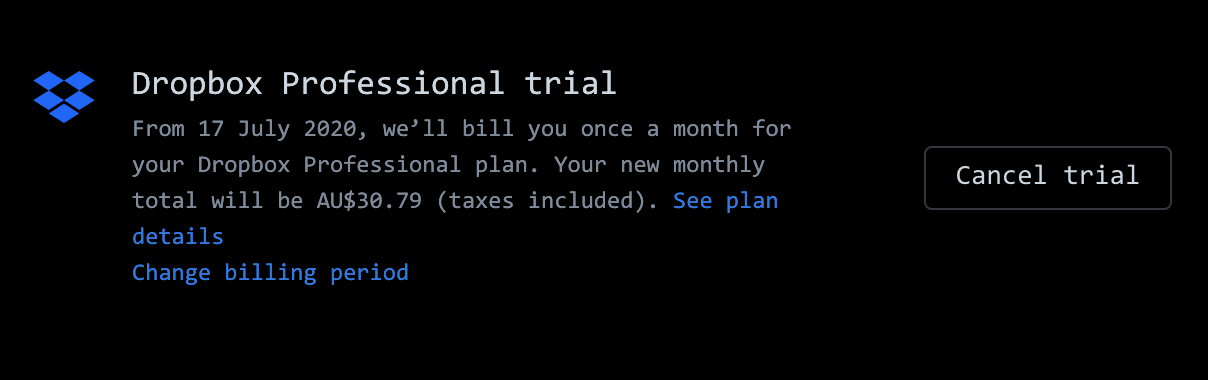 Dropbox Professional trial
From 17 July 2020, we’ll bill you once a month for
your Dropbox Professional plan. Your new monthly
total will be AU$30.79 (taxes included). See plan
details
Change billing period
Cancel trial